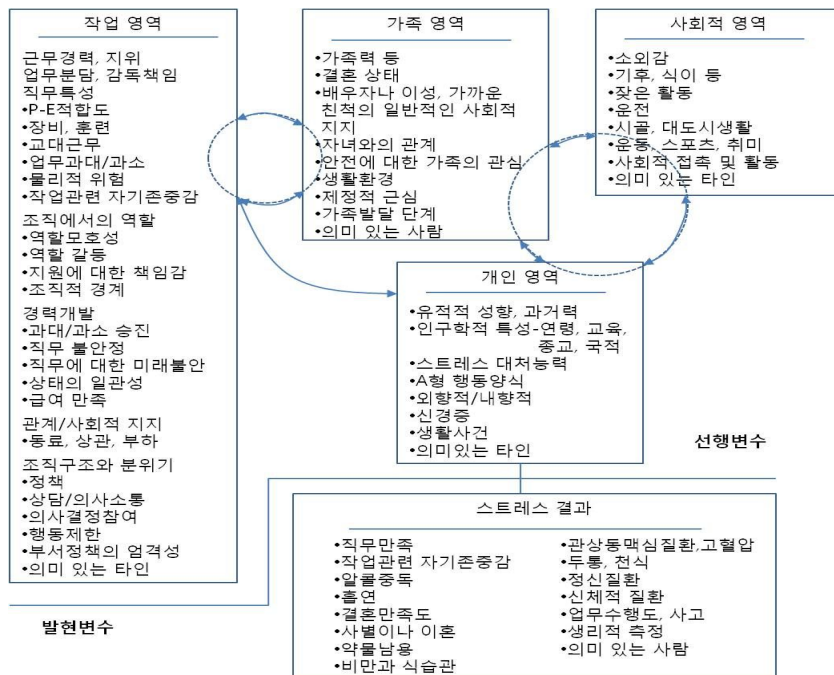 작업 영역
근무경력, 지위
업무분담, 감독책임
직무특성
•P-E적합도
•장비, 훈련
•교대근무
•업무과대/과소
•물리적 위험
•작업관련 자기존중감
조직에서의 역할
•역할모호성
•역할 갈등
•지원에 대한 책임감
•조직적 경계
경력개발
•과대/과소 승진
•직무 불안정
•직무에 대한 미래불안
•상태의 일관성
•급여 만족
관계/사회적 지지
•동료, 상관, 부하
조직구조와 분위기
•정책
•상담/의사소통
•의사결정참여
•행동제한
•부서정책의 엄격성
•의미 있는 타인
가족 영역
•가족력 등
•결혼 상태
•배우자나 이성, 가까운
친척의 일반적인 사회적
지지
•자녀와의 관계
•안전에 대한 가족의 관심
•생활환경
•제정적 근심
•가족발달 단계
•의미 있는 사람
사회적 영역
•소외감
•기후, 식이 등
•잦은 활동
•운전
•시골, 대도시생활
•운동, 스포츠, 취미
•사회적 접촉 및 활동
•의미 있는 타인
개인 영역
•유적적 성향, 과거력
•인구학적 특성-연령, 교육,
종교, 국적
•스트레스 대처능력
•A형 행동양식
•외향적/내향적
•신경증
•생활사건
•의미있는 타인
선행변수
발현변수
스트레스 결과
•직무만족
•작업관련 자기존중감
•알콜중독
•흡연
•결혼만족도
•사별이나 이혼
•약물남용
•비만과 식습관
•관상동맥심질환,고혈압
•두통, 천식
•정신질환
•신체적 질환
•업무수행도, 사고
•생리적 측정
•의미 있는 사람